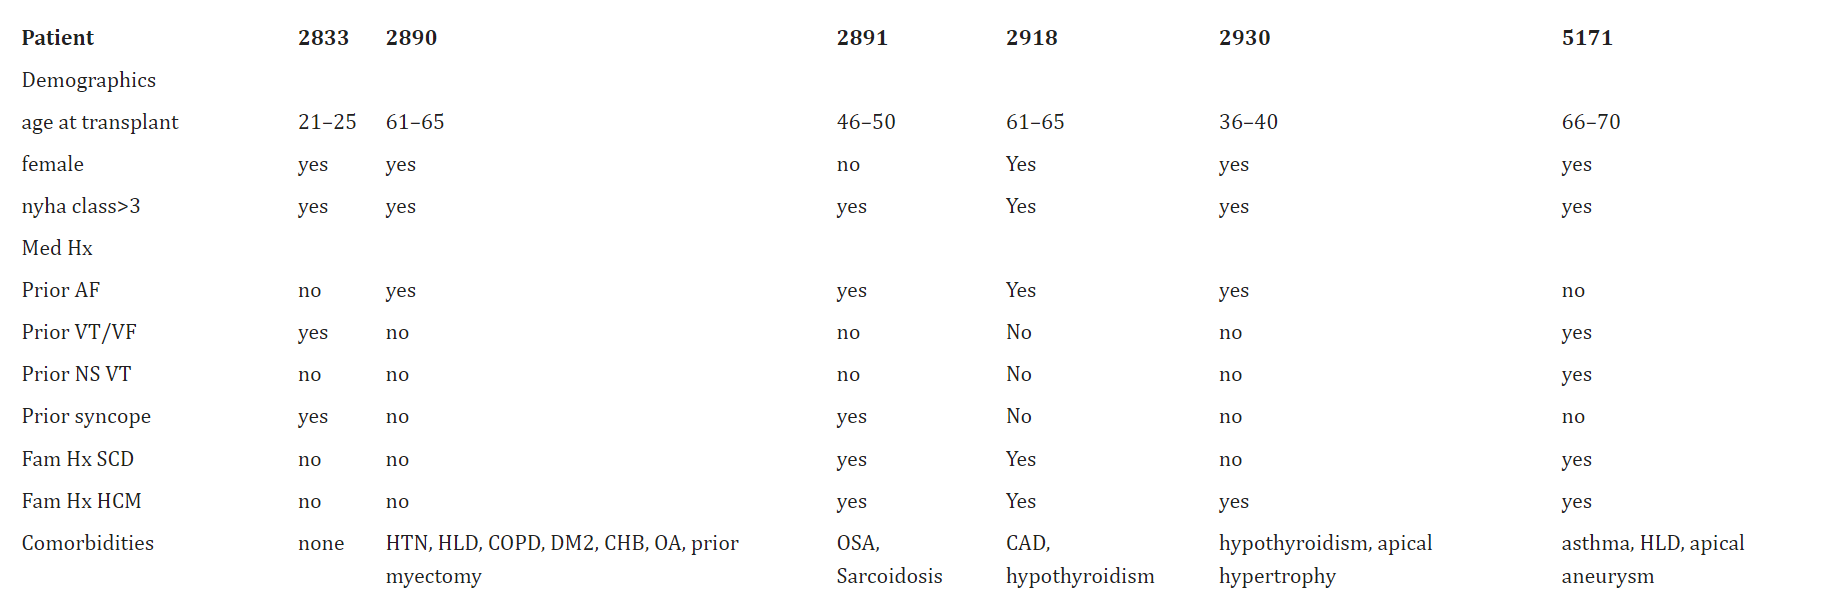 Patient 2833 2890 2891 2918 2930 5171
Demographics
age at transplant 21–25 61–65 46–50 61–65 36–40 66–70
female yes yes no Yes yes yes
nyha class>3 yes yes yes Yes yes yes
Med Hx
Prior AF no yes yes Yes yes no
Prior VT/VF yes no no No no yes
Prior NS VT no no no No no yes
Prior syncope yes no yes No no no
Fam Hx SCD no no yes Yes no yes
Fam Hx HCM no no yes Yes yes yes
Comorbidities none HTN, HLD, COPD, DM2, CHB, OA, prior OSA, CAD, hypothyroidism, apical asthma, HLD, apical
myectomy Sarcoidosis hypothyroidism hypertrophy aneurysm